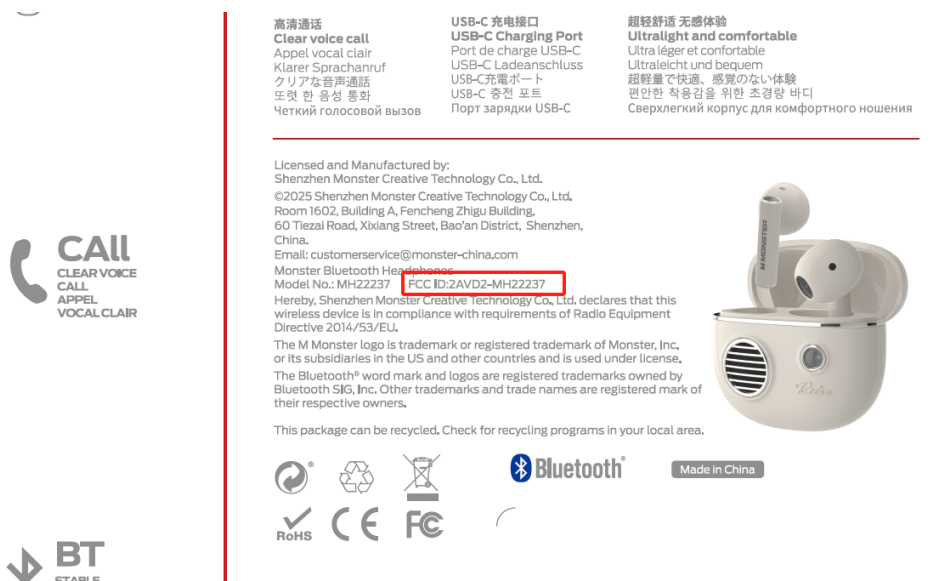 CAll
CLEAR VOICE
CALL
APPEL
VOCAL CLAIR
BT
STABLE
高清通话
Clear voice call
Appel vocal clair
Klarer Sprachanruf
クリアな音声通話
또렷 한 음성 통화
Четкий голосовой вызов
USB-C 充电接口
USB-C Charging Port
Port de charge USB-C
USB-C Ladeanschluss
USB-C充電ポート
USB-C 충전 포트
Порт зарядки USB-C
超轻舒适 无感体验
Ultralight and comfortable
Ultra léger et confortable
Ultraleicht und bequem
超軽量で快適、感覚のない体験
편안한 착용감을 위한 초경량 바디
Сверхлегкий корпус для комфортного ношения
Licensed and Manufactured by:
Shenzhen Monster Creative Technology Co., Ltd.
©2025 Shenzhen Monster Creative Technology Co., Ltd.
Room 1602, Building A, Fencheng Zhigu Building,
60 Tiezai Road, Xixiang Street, Bao'an District, Shenzhen,
China.
Email: customerservice@monster-china.com
Monster Bluetooth Headphones
Model No.: MH22237 FCC ID:2AVD2-MH22237
Hereby, Shenzhen Monster Creative Technology Co., Ltd. declares that this
wireless device is in compliance with requirements of Radio Equipment
Directive 2014/53/EU.
The M Monster logo is trademark or registered trademark of Monster, Inc.
or its subsidiaries in the US and other countries and is used under license.
The Bluetooth® word mark and logos are registered trademarks owned by
Bluetooth SIG, Inc. Other trademarks and trade names are registered mark of
their respective owners.
This package can be recycled. Check for recycling programs in your local area.
M MONSTER
Retro
Bluetooth®
Made in China
RoHS
CE
FC